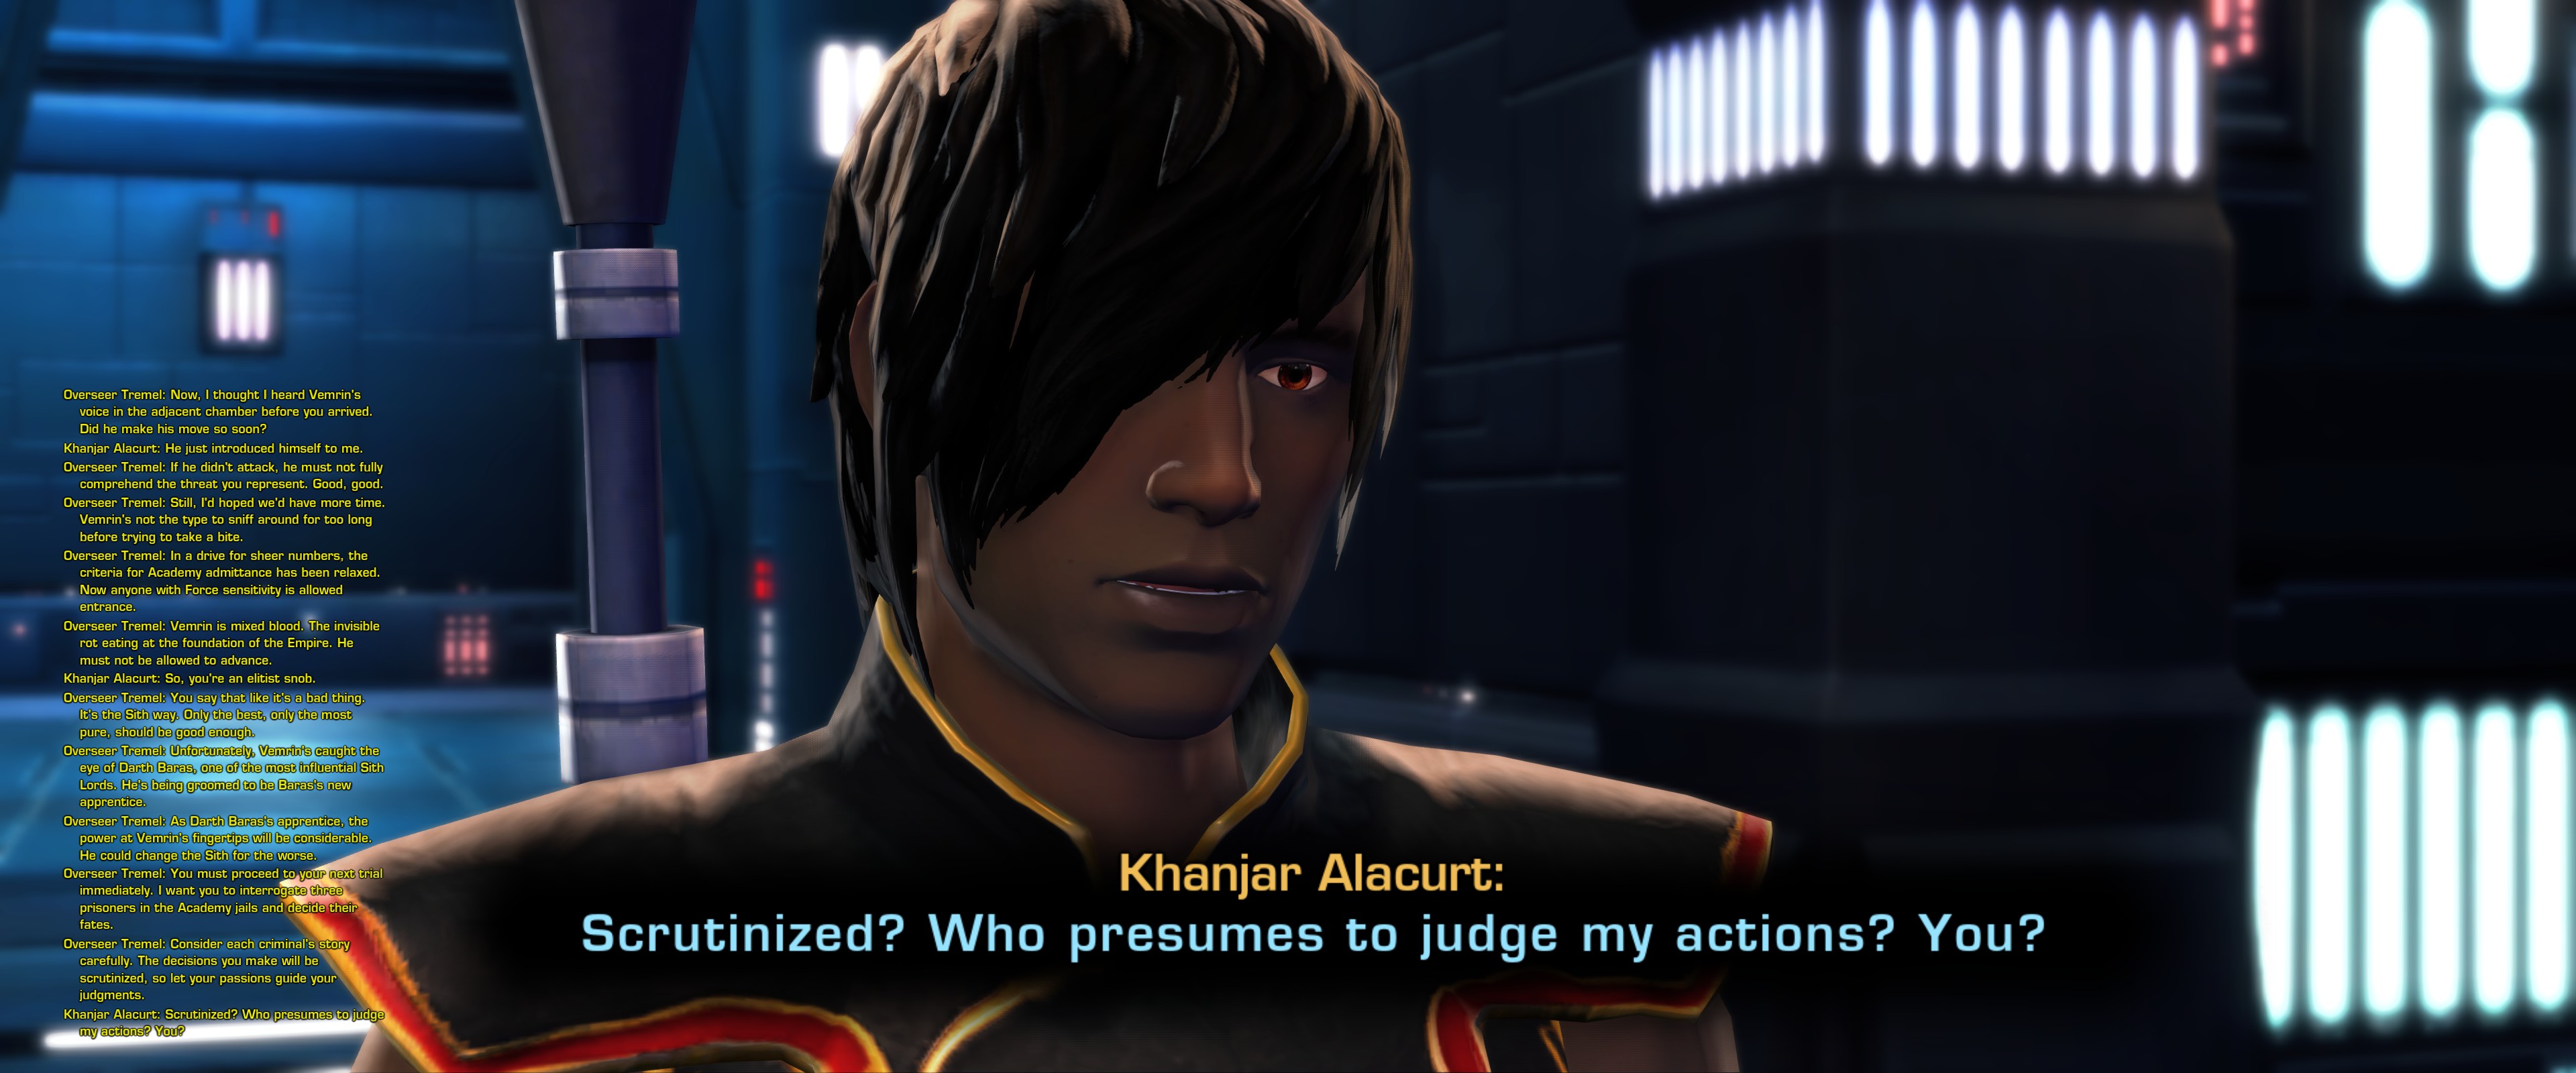 Overseer Tremel: Now, I thought I heard Vemrin's
voice in the adjacent chamber before you arrived.
Did he make his move so soon?
Khanjar Alacurt: He just introduced himself to me.
Overseer Tremel: If he didn't attack, he must not fully
comprehend the threat you represent. Good, good.
Overseer Tremel: Still, I'd hoped we'd have more time.
Vemrin's not the type to sniff around for too long
before trying to take a bite.
Overseer Tremel: In a drive for sheer numbers, the
criteria for Academy admittance has been relaxed.
Now anyone with Force sensitivity is allowed
entrance.
Overseer Tremel: Vemrin is mixed blood. The invisible
rot eating at the foundation of the Empire. He
must not be allowed to advance.
Khanjar Alacurt: So, you're an elitist snob.
Overseer Tremel: You say that like it's a bad thing.
It's the Sith way. Only the best, only the most
pure, should be good enough.
Overseer Tremel: Unfortunately, Vemrin's caught the
eye of Darth Baras, one of the most influential Sith
Lords. He's being groomed to be Baras's new
apprentice.
Overseer Tremel: As Darth Baras's apprentice, the
power at Vemrin's fingertips will be considerable.
He could change the Sith for the worse.
Overseer Tremel: You must proceed to your next trial
immediately. I want you to interrogate three
prisoners in the Academy jails and decide their
fates.
Overseer Tremel: Consider each criminal's story
carefully. The decisions you make will be
scrutinized, so let your passions guide your
judgments.
Khanjar Alacurt: Scrutinized? Who presumes to judge
my actions? You?
Khanjar Alacurt:
Scrutinized? Who presumes to judge my actions? You?